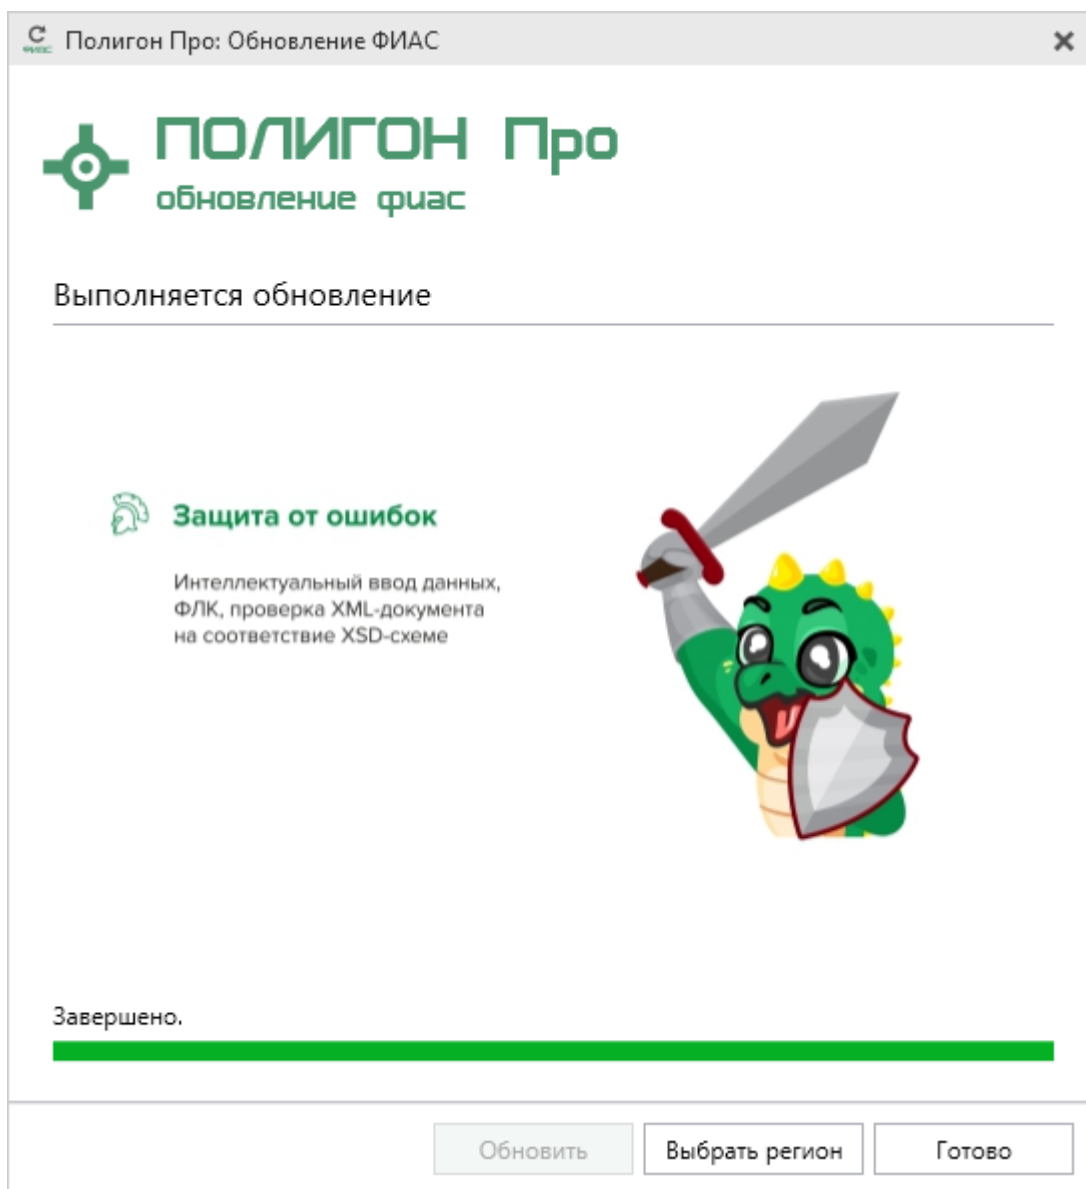 Полигон Про: Обновление ФИАС
ПОЛИГОН Про
обновление фиас
Выполняется обновление
Защита от ошибок
Интеллектуальный ввод данных,
ФЛК, проверка XML-документа
на соответствие XSD-схеме
Завершено.
Обновить
Выбрать регион
Готово